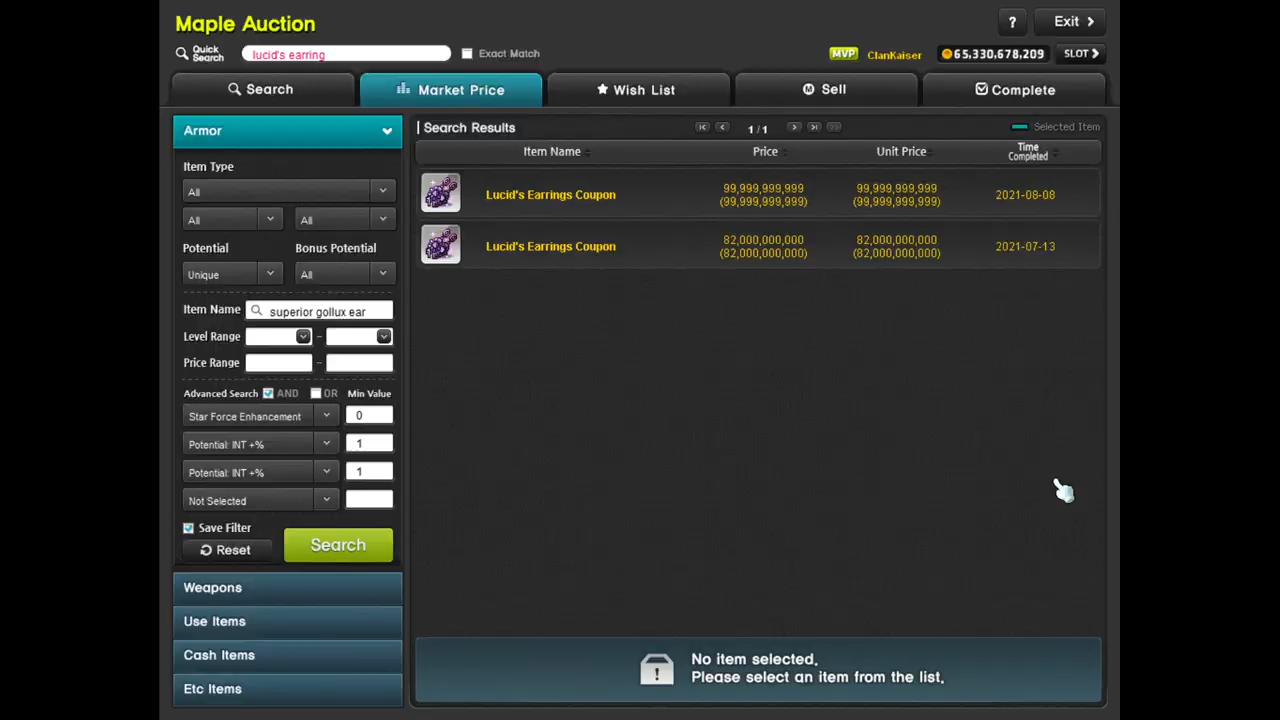 Maple Auction
? Exit
Quick Search lucid's earring Exact Match MVP ClanKaiser 65,330,678,209 SLOT
Search Market Price Wish List Sell Complete
Armor
Item Type
All
All All
Potential Bonus Potential
Unique All
Item Name superior gollux ear
Level Range –
Price Range –
Advanced Search AND OR Min Value
Star Force Enhancement 0
Potential: INT +% 1
Potential: INT +% 1
Not Selected
Save Filter
Reset Search
Weapons
Use Items
Cash Items
Etc Items
Search Results 1 / 1 Selected Item
Item Name Price Unit Price Time Completed
Lucid's Earrings Coupon 99,999,999,999 (99,999,999,999) 99,999,999,999 (99,999,999,999) 2021-08-08
Lucid's Earrings Coupon 82,000,000,000 (82,000,000,000) 82,000,000,000 (82,000,000,000) 2021-07-13
No item selected.
Please select an item from the list.